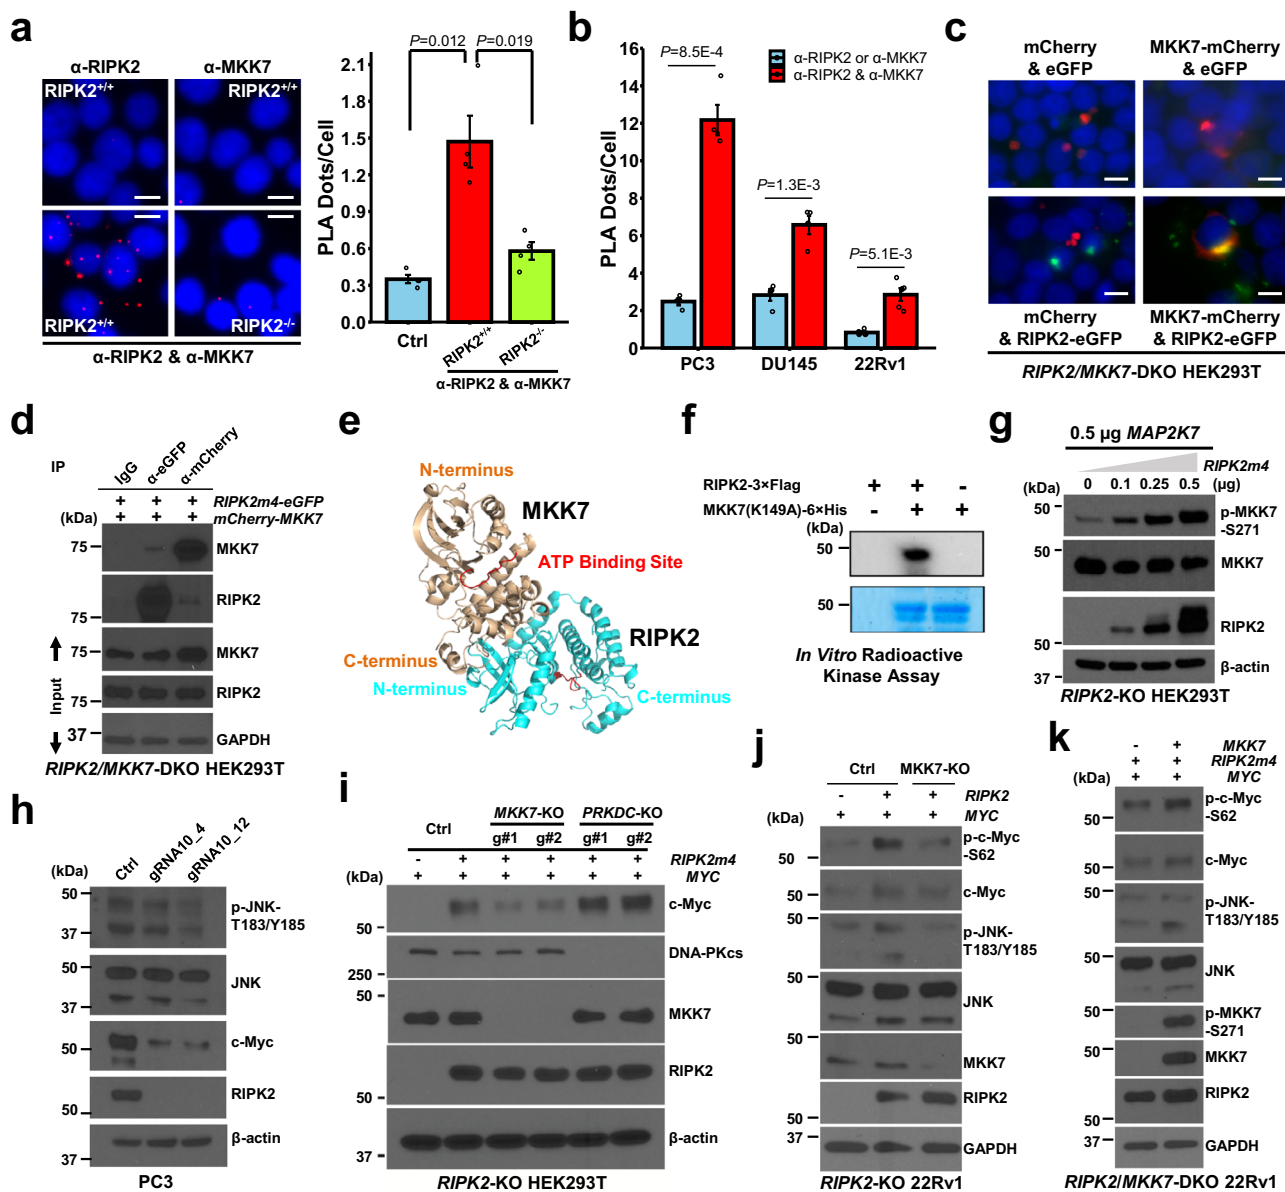 a
α-RIPK2 α-MKK7
RIPK2+/+ RIPK2+/+
RIPK2+/+ RIPK2-/-
α-RIPK2 & α-MKK7
P=0.012 P=0.019
PLA Dots/Cell
2.1
1.8
1.5
1.2
0.9
0.6
0.3
0.0
Ctrl RIPK2+/+ RIPK2-/-
α-RIPK2 & α-MKK7
b
PLA Dots/Cell
16
14
12
10
8
6
4
2
0
α-RIPK2 or α-MKK7
α-RIPK2 & α-MKK7
P=8.5E-4
P=1.3E-3
P=5.1E-3
PC3 DU145 22Rv1
c
mCherry MKK7-mCherry
& eGFP & eGFP
mCherry MKK7-mCherry
& RIPK2-eGFP & RIPK2-eGFP
RIPK2/MKK7-DKO HEK293T
d
IP IgG α-eGFP α-mCherry
+ + + RIPK2m4-eGFP
(kDa) + + + mCherry-MKK7
75 MKK7
75 RIPK2
75 MKK7
75 RIPK2
37 GAPDH
Input
RIPK2/MKK7-DKO HEK293T
e
N-terminus
MKK7
ATP Binding Site
RIPK2
C-terminus
N-terminus
C-terminus
f
RIPK2-3×Flag + + -
MKK7(K149A)-6×His - + +
(kDa)
50
50
In Vitro Radioactive
Kinase Assay
g
0.5 µg MAP2K7
RIPK2m4
0 0.1 0.25 0.5 (µg)
(kDa)
50 p-MKK7
-S271
50 MKK7
50 RIPK2
37 β-actin
RIPK2-KO HEK293T
h
(kDa) Ctrl gRNA10_4 gRNA10_12
50 p-JNK-
37 T183/Y185
50 JNK
37
50 c-Myc
50 RIPK2
37 β-actin
PC3
i
MKK7-KO PRKDC-KO
Ctrl g#1 g#2 g#1 g#2
- + + + + + RIPK2m4
(kDa) + + + + + + MYC
50 c-Myc
250 DNA-PKcs
50 MKK7
50 RIPK2
37 β-actin
RIPK2-KO HEK293T
j
Ctrl MKK7-KO
- + + RIPK2
(kDa) + + + MYC
50 p-c-Myc
-S62
50 c-Myc
50 p-JNK-
37 T183/Y185
50 JNK
37
50 MKK7
50 RIPK2
37 GAPDH
RIPK2-KO 22Rv1
k
- + MKK7
+ + RIPK2m4
(kDa) + + MYC
50 p-c-Myc
-S62
50 c-Myc
50 p-JNK-
37 T183/Y185
50 JNK
37
50 p-MKK7
-S271
50 MKK7
50 RIPK2
37 GAPDH
RIPK2/MKK7-DKO 22Rv1